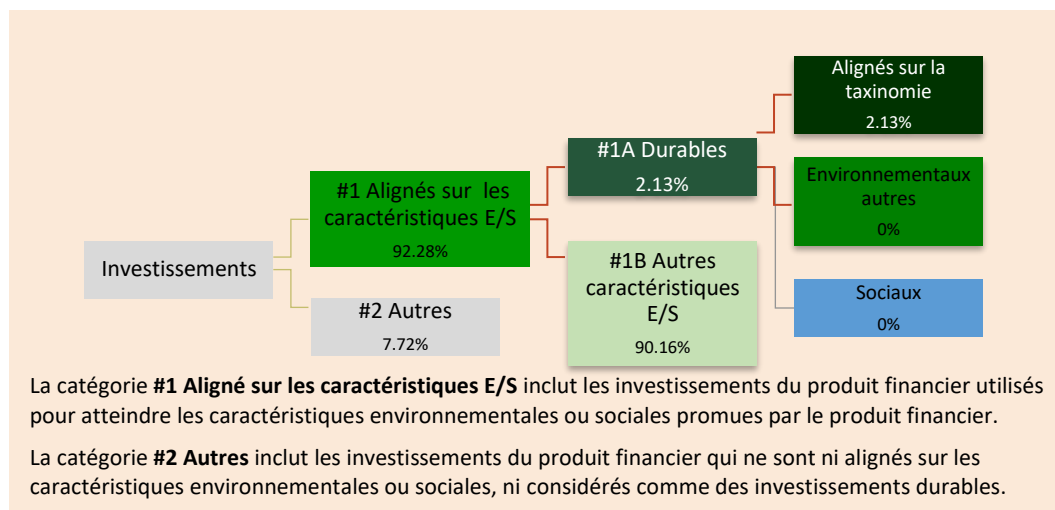 Investissements
#1 Alignés sur les
caractéristiques E/S
92.28%
#2 Autres
7.72%
#1A Durables
2.13%
#1B Autres
caractéristiques
E/S
90.16%
Alignés sur la
taxinomie
2.13%
Environnementaux
autres
0%
Sociaux
0%
La catégorie #1 Aligné sur les caractéristiques E/S inclut les investissements du produit financier utilisés
pour atteindre les caractéristiques environnementales ou sociales promues par le produit financier.
La catégorie #2 Autres inclut les investissements du produit financier qui ne sont ni alignés sur les
caractéristiques environnementales ou sociales, ni considérés comme des investissements durables.